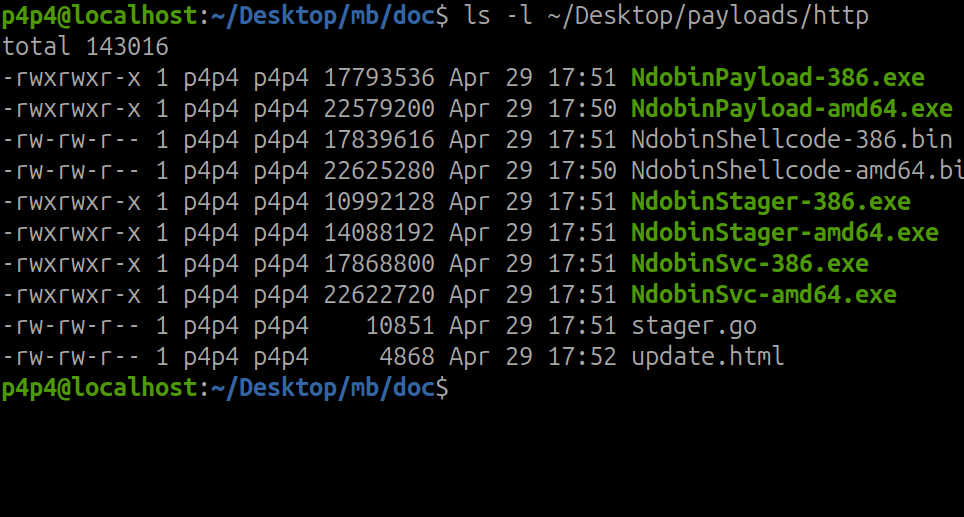 p4p4@localhost:~/Desktop/mb/doc$ ls -l ~/Desktop/payloads/http
total 143016
-rwxrwxr-x 1 p4p4 p4p4 17793536 Apr 29 17:51 NdobinPayload-386.exe
-rwxrwxr-x 1 p4p4 p4p4 22579200 Apr 29 17:50 NdobinPayload-amd64.exe
-rw-rw-r-- 1 p4p4 p4p4 17839616 Apr 29 17:51 NdobinShellcode-386.bin
-rw-rw-r-- 1 p4p4 p4p4 22625280 Apr 29 17:50 NdobinShellcode-amd64.bi
-rwxrwxr-x 1 p4p4 p4p4 10992128 Apr 29 17:51 NdobinStager-386.exe
-rwxrwxr-x 1 p4p4 p4p4 14088192 Apr 29 17:51 NdobinStager-amd64.exe
-rwxrwxr-x 1 p4p4 p4p4 17868800 Apr 29 17:51 NdobinSvc-386.exe
-rwxrwxr-x 1 p4p4 p4p4 22622720 Apr 29 17:51 NdobinSvc-amd64.exe
-rw-rw-r-- 1 p4p4 p4p4    10851 Apr 29 17:51 stager.go
-rw-rw-r-- 1 p4p4 p4p4     4868 Apr 29 17:52 update.html
p4p4@localhost:~/Desktop/mb/doc$